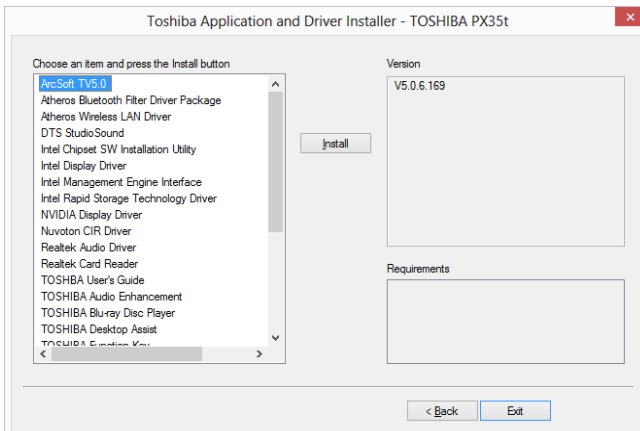 Toshiba Application and Driver Installer - TOSHIBA PX35t
Choose an item and press the Install button
ArcSoft TV5.0
Atheros Bluetooth Filter Driver Package
Atheros Wireless LAN Driver
DTS StudioSound
Intel Chipset SW Installation Utility
Intel Display Driver
Intel Management Engine Interface
Intel Rapid Storage Technology Driver
NVIDIA Display Driver
Nuvoton CIR Driver
Realtek Audio Driver
Realtek Card Reader
TOSHBA User's Guide
TOSHIBA Audio Enhancement
TOSHIBA Blu-ray Disc Player
TOSHIBA Desktop Assist
TOSHIBA Function Key
Install
Version
V5.0.6.169
Requirements
< Back
Exit